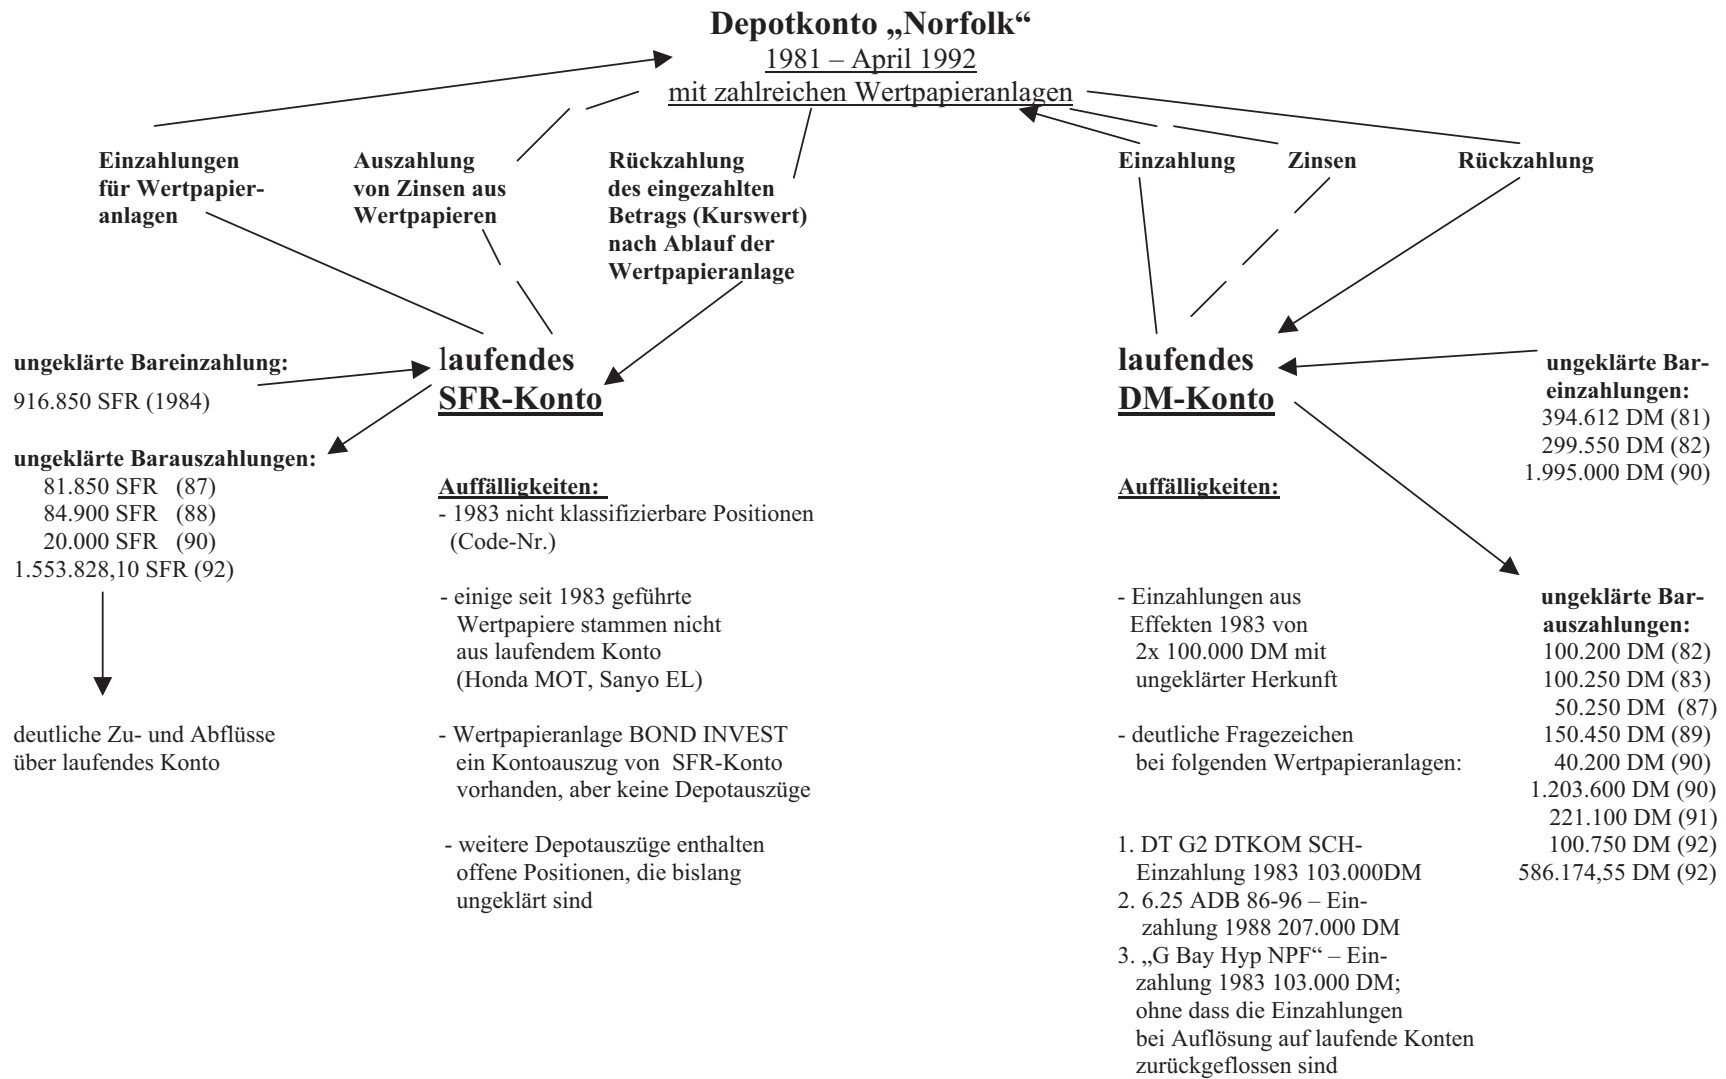 Depotkonto „Norfolk“
1981 – April 1992
mit zahlreichen Wertpapieranlagen
Einzahlungen
für Wertpapier-
anlagen
Auszahlung
von Zinsen aus
Wertpapieren
Rückzahlung
des eingezahlten
Betrags (Kurswert)
nach Ablauf der
Wertpapieranlage
Einzahlung
Zinsen
Rückzahlung
ungeklärte Bareinzahlung:
916.850 SFR (1984)
ungeklärte Barauszahlungen:
81.850 SFR (87)
84.900 SFR (88)
20.000 SFR (90)
1.553.828,10 SFR (92)
deutliche Zu- und Abflüsse
über laufendes Konto
laufendes
SFR-Konto
Auffälligkeiten:
- 1983 nicht klassifizierbare Positionen
(Code-Nr.)
- einige seit 1983 geführte
Wertpapiere stammen nicht
aus laufendem Konto
(Honda MOT, Sanyo EL)
- Wertpapieranlage BOND INVEST
ein Kontoauszug von SFR-Konto
vorhanden, aber keine Depotauszüge
- weitere Depotauszüge enthalten
offene Positionen, die bislang
ungeklärt sind
laufendes
DM-Konto
Auffälligkeiten:
- Einzahlungen aus
Effekten 1983 von
2x 100.000 DM mit
ungeklärter Herkunft
- deutliche Fragezeichen
bei folgenden Wertpapieranlagen:
1. DT G2 DTKOM SCH-
Einzahlung 1983 103.000DM
2. 6.25 ADB 86-96 – Ein-
zahlung 1988 207.000 DM
3. „G Bay Hyp NPF“ – Ein-
zahlung 1983 103.000 DM;
ohne dass die Einzahlungen
bei Auflösung auf laufende Konten
zurückgeflossen sind
ungeklärte Bar-
einzahlungen:
394.612 DM (81)
299.550 DM (82)
1.995.000 DM (90)
ungeklärte Bar-
auszahlungen:
100.200 DM (82)
100.250 DM (83)
50.250 DM (87)
150.450 DM (89)
40.200 DM (90)
1.203.600 DM (90)
221.100 DM (91)
100.750 DM (92)
586.174,55 DM (92)